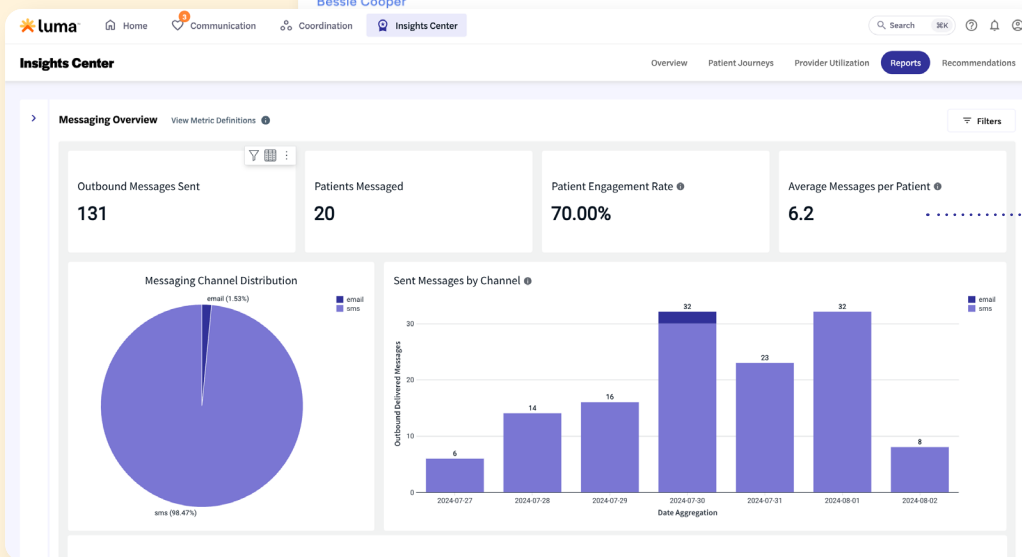 Bessie Cooper
luma
Home
3
Communication
Coordination
Insights Center
Search
⌘K
Insights Center
Overview
Patient Journeys
Provider Utilization
Reports
Recommendations
Messaging Overview
View Metric Definitions
Filters
Outbound Messages Sent
131
Patients Messaged
20
Patient Engagement Rate
70.00%
Average Messages per Patient
6.2
Messaging Channel Distribution
email (1.53%)
email
sms
sms (98.47%)
Sent Messages by Channel
email
sms
Outbound Delivered Messages
30
20
10
0
6
14
16
32
23
32
8
2024-07-27
2024-07-28
2024-07-29
2024-07-30
2024-07-31
2024-08-01
2024-08-02
Date Aggregation